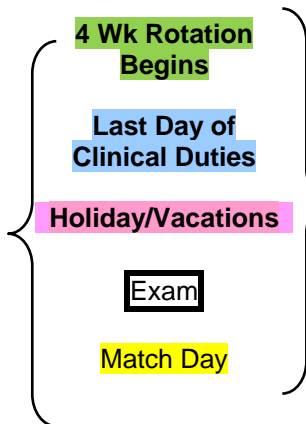 4 Wk Rotation
Begins
Last Day of
Clinical Duties
Holiday/Vacations
Exam
Match Day